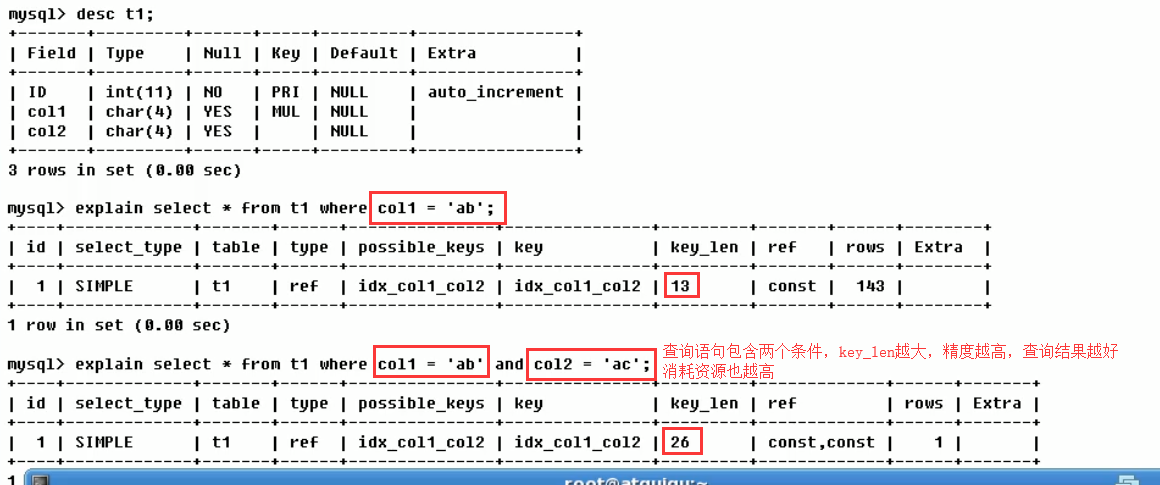 mysql> desc t1;
+-------+---------+------+-----+---------+----------------+
| Field | Type | Null | Key | Default | Extra |
+-------+---------+------+-----+---------+----------------+
| ID | int(11) | NO | PRI | NULL | auto_increment |
| col1 | char(4) | YES | MUL | NULL | |
| col2 | char(4) | YES | | NULL | |
+-------+---------+------+-----+---------+----------------+
3 rows in set (0.00 sec)
mysql> explain select * from t1 where col1 = 'ab';
+----+-------------+-------+------+---------------+---------------+---------+-------+------+-------+
| id | select_type | table | type | possible_keys | key | key_len | ref | rows | Extra |
+----+-------------+-------+------+---------------+---------------+---------+-------+------+-------+
| 1 | SIMPLE | t1 | ref | idx_col1_col2 | idx_col1_col2 | 13 | const | 143 | |
+----+-------------+-------+------+---------------+---------------+---------+-------+------+-------+
1 row in set (0.00 sec)
mysql> explain select * from t1 where col1 = 'ab' and col2 = 'ac';
查询语句包含两个条件，key_len越大，精度越高，查询结果越好
消耗资源也越高
+----+-------------+-------+------+---------------+---------------+---------+-------------+------+-------+
| id | select_type | table | type | possible_keys | key | key_len | ref | rows | Extra |
+----+-------------+-------+------+---------------+---------------+---------+-------------+------+-------+
| 1 | SIMPLE | t1 | ref | idx_col1_col2 | idx_col1_col2 | 26 | const,const | 1 | |
+----+-------------+-------+------+---------------+---------------+---------+-------------+------+-------+
1
root@atguigu:~